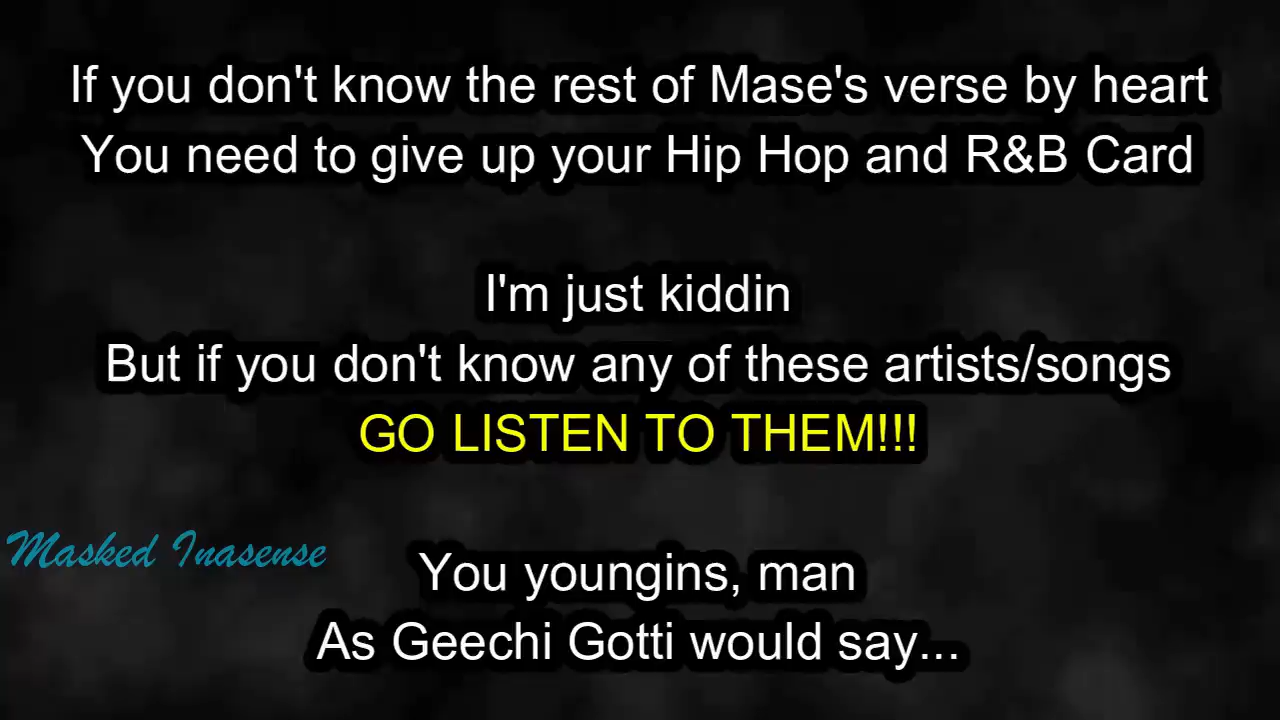 If you don't know the rest of Mase's verse by heart
You need to give up your Hip Hop and R&B Card
I'm just kiddin
But if you don't know any of these artists/songs
GO LISTEN TO THEM!!!
Masked Inasense
You youngins, man
As Geechi Gotti would say...